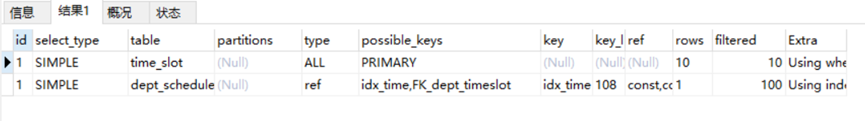 信息 结果1 概况 状态
id select_type table partitions type possible_keys key key_l ref rows filtered Extra
1 SIMPLE time_slot (Null) ALL PRIMARY (Null) (Null) (Null) 10 10 Using whe
1 SIMPLE dept_schedule (Null) ref idx_time,FK_dept_timeslot idx_time 108 const,co 1 100 Using inde